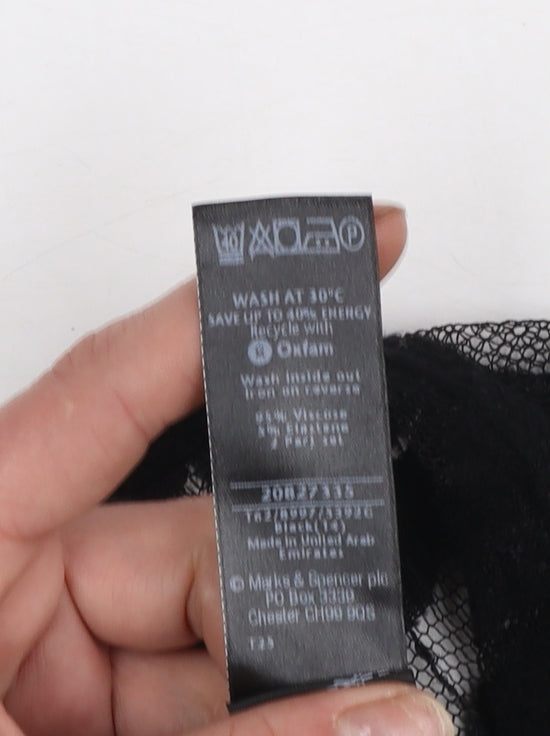 40 P
WASH AT 30°C
SAVE UP TO 40% ENERGY
Recycle with
Oxfam
Wash inside out
Iron on reverse
95% Viscose
5% Elastane
2 Part set
Black(14)
Made in United Arab
Emirates
© Marks & Spencer plc
PO Box 3339
Chester CH99 9QS